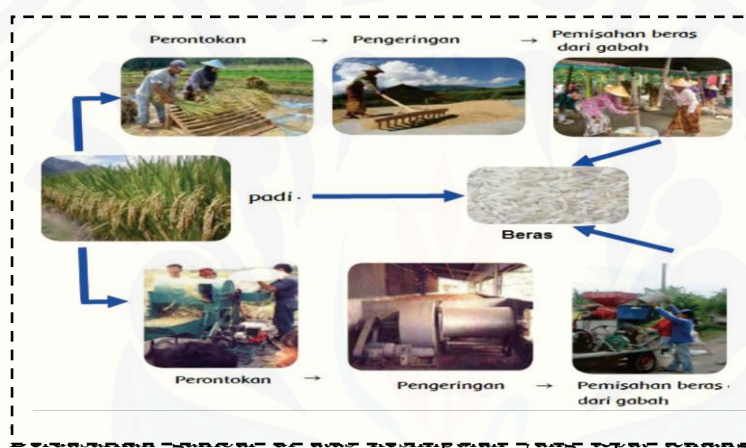 Perontokan → Pengeringan → Pemisahan beras
dari gabah
padi .
Beras
Perontokan →
Pengeringan → Pemisahan beras .
dari gabah